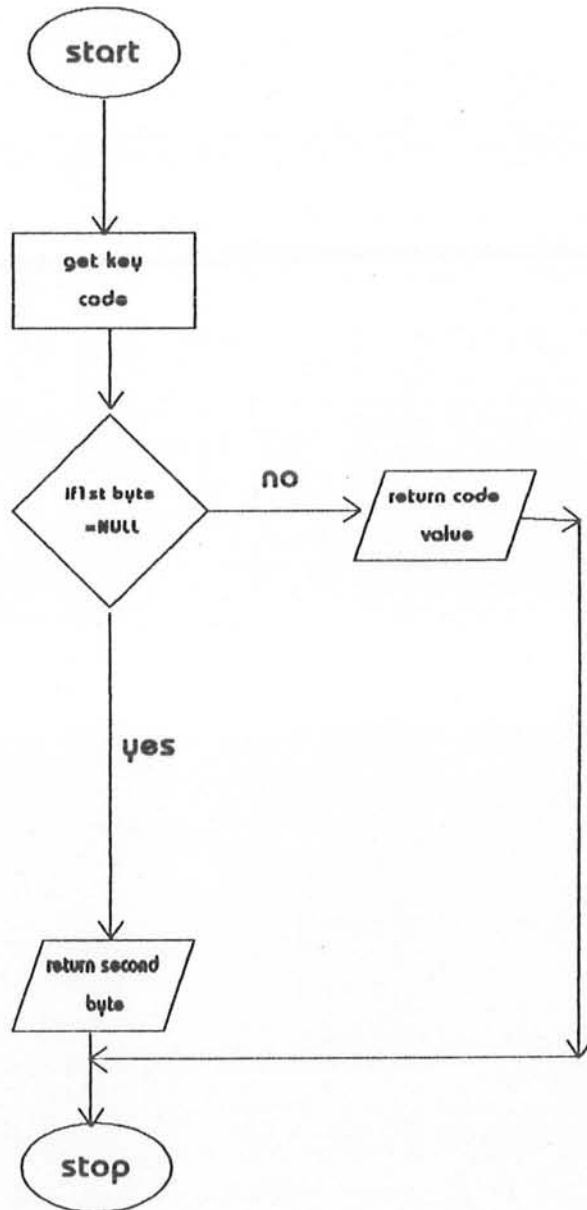 start
get key
code
if1st byte
=NULL
no
return code
value
yes
return second
byte
stop